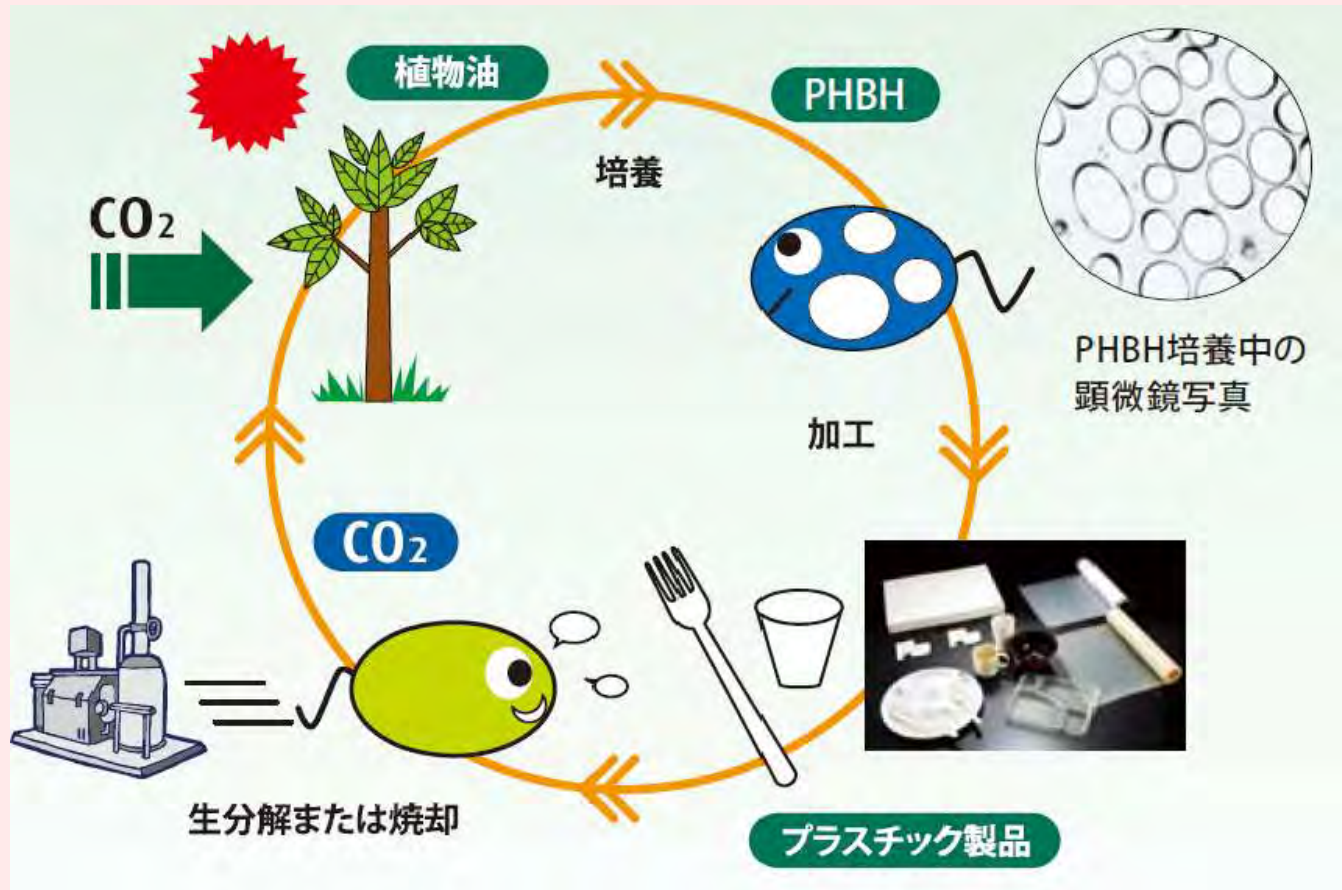 植物油
PHBH
培養
CO2
PHBH培養中の
顕微鏡写真
加工
CO2
生分解または焼却
プラスチック製品